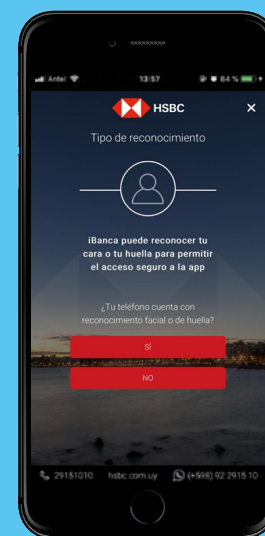 Antel 13:57 84 %
HSBC ×
Tipo de reconocimiento
iBanca puede reconocer tu
cara o tu huella para permitir
el acceso seguro a la app
¿Tu teléfono cuenta con
reconocimiento facial o de huella?
SÍ
NO
29151010 hsbc.com.uy (+598) 92 2915 10